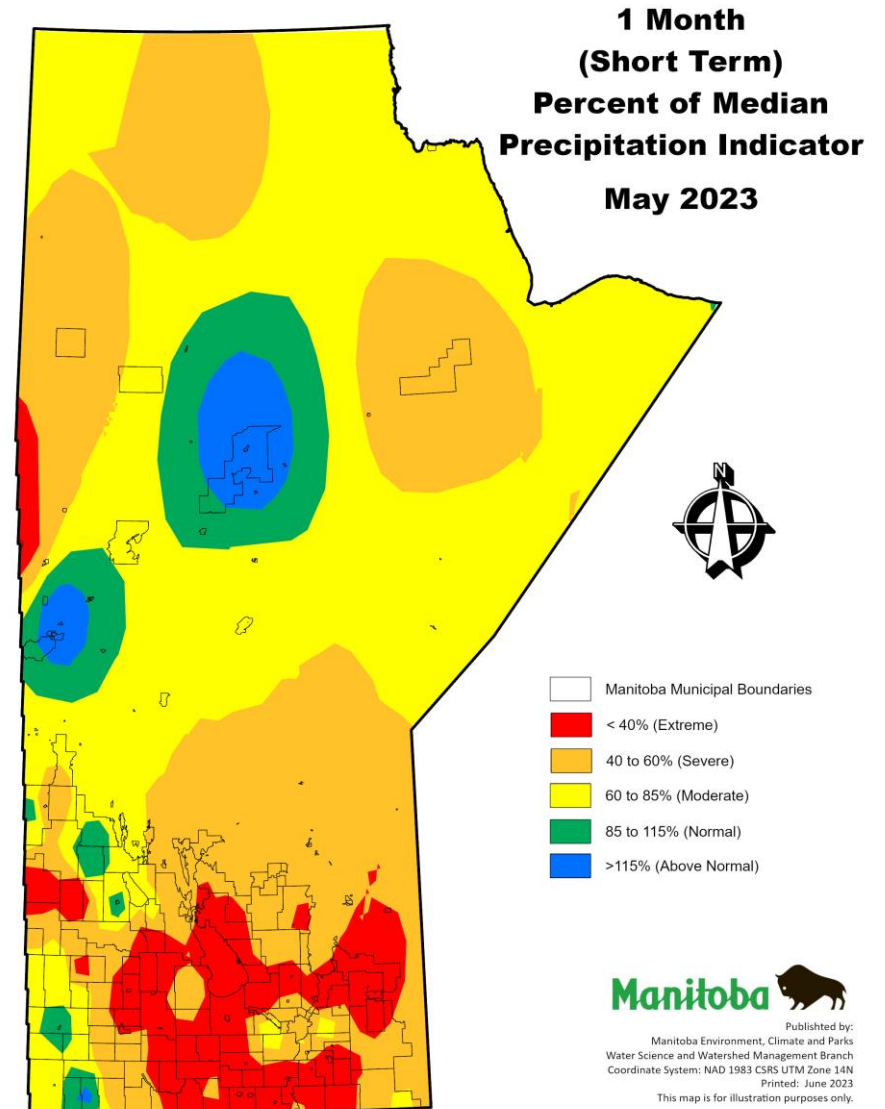 1 Month
(Short Term)
Percent of Median
Precipitation Indicator
May 2023
N
Manitoba Municipal Boundaries
< 40% (Extreme)
40 to 60% (Severe)
60 to 85% (Moderate)
85 to 115% (Normal)
>115% (Above Normal)
Manitoba
Published by:
Manitoba Environment, Climate and Parks
Water Science and Watershed Management Branch
Coordinate System: NAD 1983 CSRS UTM Zone 14N
Printed: June 2023
This map is for illustration purposes only.